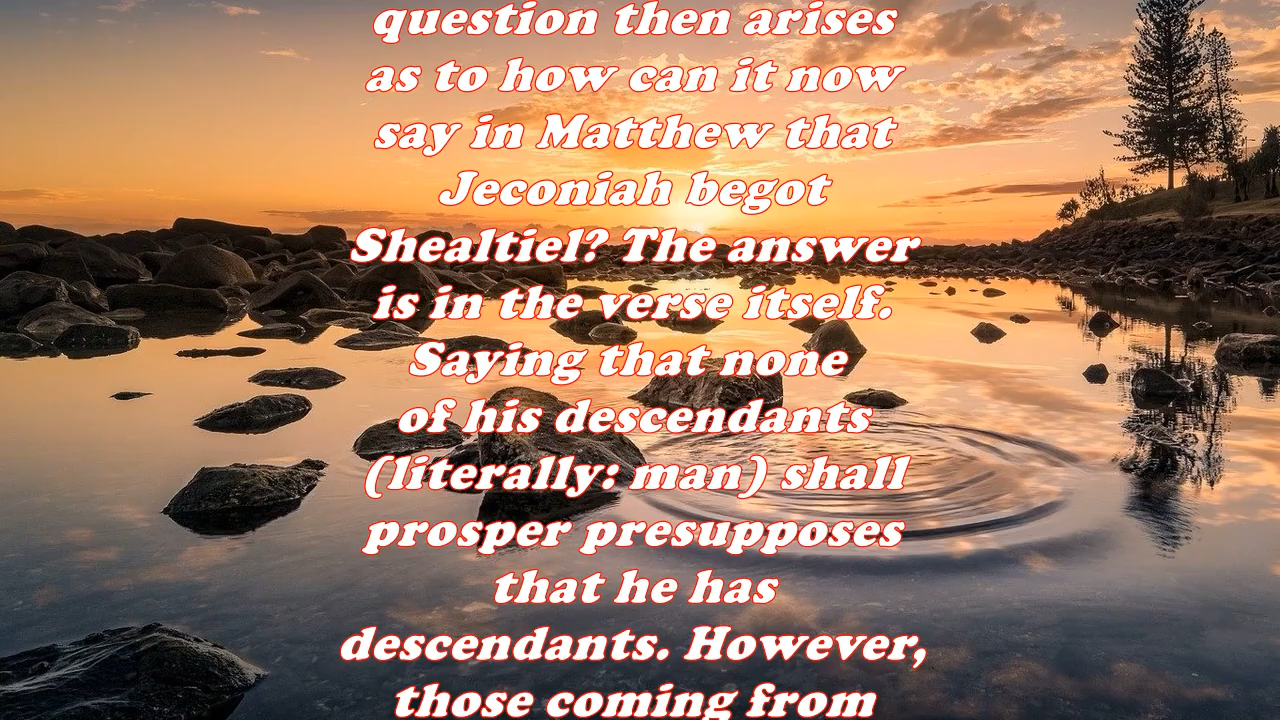 question then arises
as to how can it now
say in Matthew that
Jeconiah begot
Shealtiel? The answer
is in the verse itself.
Saying that none
of his descendants
(literally: man) shall
prosper presupposes
that he has
descendants. However,
those coming from